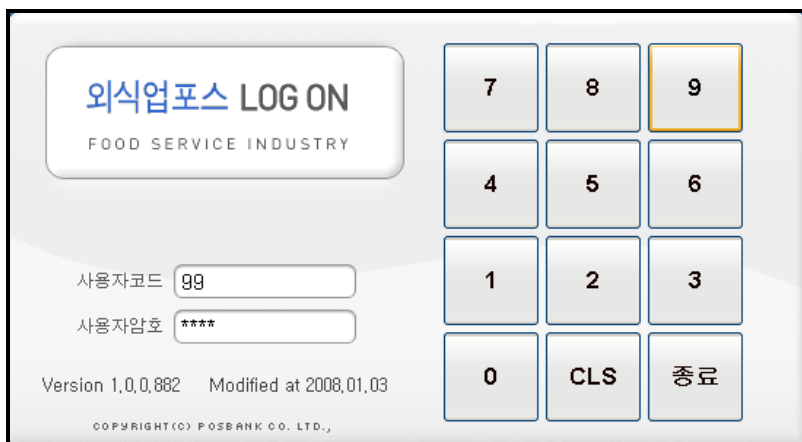 외식업포스 LOG ON
FOOD SERVICE INDUSTRY
사용자코드 99
사용자암호 ****
Version 1,0,0,882 Modified at 2008,01,03
COPYRIGHT(C) POSBANK CO. LTD.,
7 8 9
4 5 6
1 2 3
0 CLS 종료